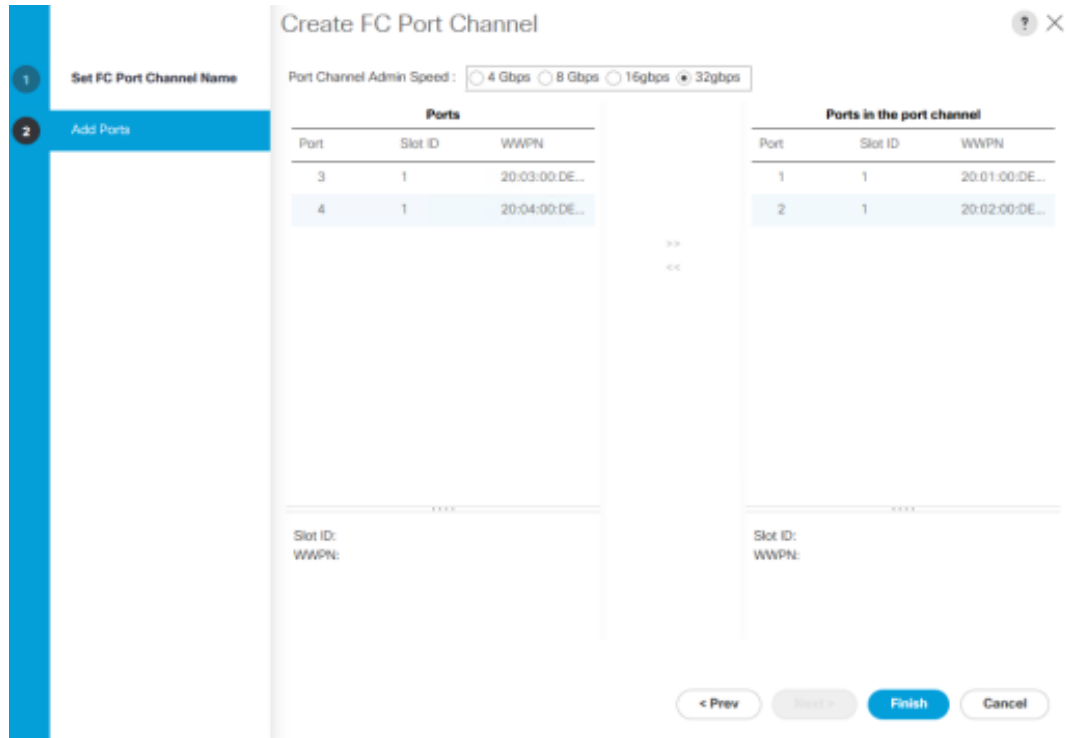 Create FC Port Channel
? ×
1 Set FC Port Channel Name
2 Add Ports
Port Channel Admin Speed : 4 Gbps 8 Gbps 16gbps 32gbps
Ports
Port Slot ID WWPN
3 1 20:03:00:DE...
4 1 20:04:00:DE...
>>
<<
Ports in the port channel
Port Slot ID WWPN
1 1 20:01:00:DE...
2 1 20:02:00:DE...
Slot ID:
WWPN:
Slot ID:
WWPN:
< Prev Next > Finish Cancel